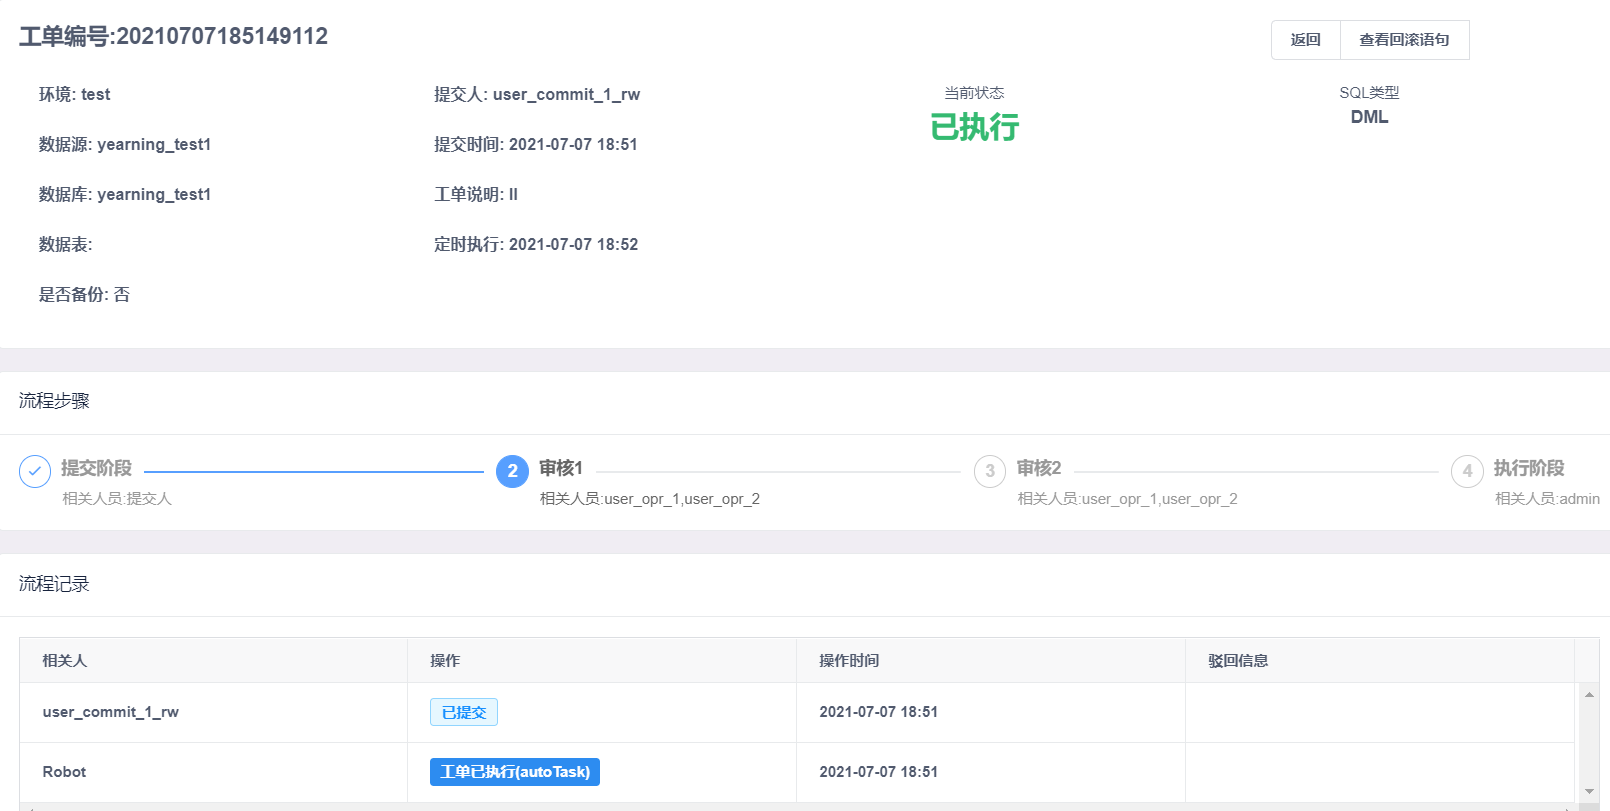 工单编号:20210707185149112
返回
查看回滚语句
环境: test
提交人: user_commit_1_rw
当前状态
已执行
SQL类型
DML
数据源: yearning_test1
提交时间: 2021-07-07 18:51
数据库: yearning_test1
工单说明: ll
数据表:
定时执行: 2021-07-07 18:52
是否备份: 否
流程步骤
提交阶段
相关人员:提交人
2
审核1
相关人员:user_opr_1,user_opr_2
3
审核2
相关人员:user_opr_1,user_opr_2
4
执行阶段
相关人员:admin
流程记录
相关人 操作 操作时间 驳回信息
user_commit_1_rw 已提交 2021-07-07 18:51
Robot 工单已执行(autoTask) 2021-07-07 18:51